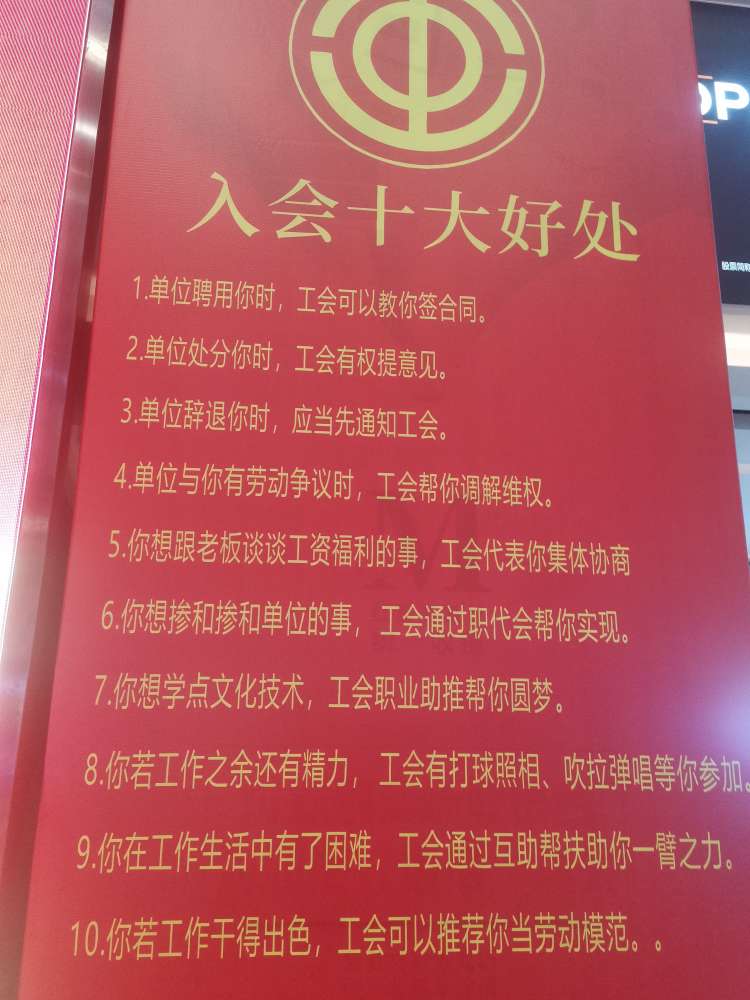 入会十大好处
1.单位聘用你时，工会可以教你签合同。
2.单位处分你时，工会有权提意见。
3.单位辞退你时，应当先通知工会。
4.单位与你有劳动争议时，工会帮你调解维权。
5.你想跟老板谈谈工资福利的事，工会代表你集体协商
6.你想掺和掺和单位的事，工会通过职代会帮你实现。
7.你想学点文化技术，工会职业助推帮你圆梦。
8.你若工作之余还有精力，工会有打球照相、吹拉弹唱等你参加。
9.你在工作生活中有了困难，工会通过互助帮扶助你一臂之力。
10.你若工作干得出色，工会可以推荐你当劳动模范。。
OP
股票简称